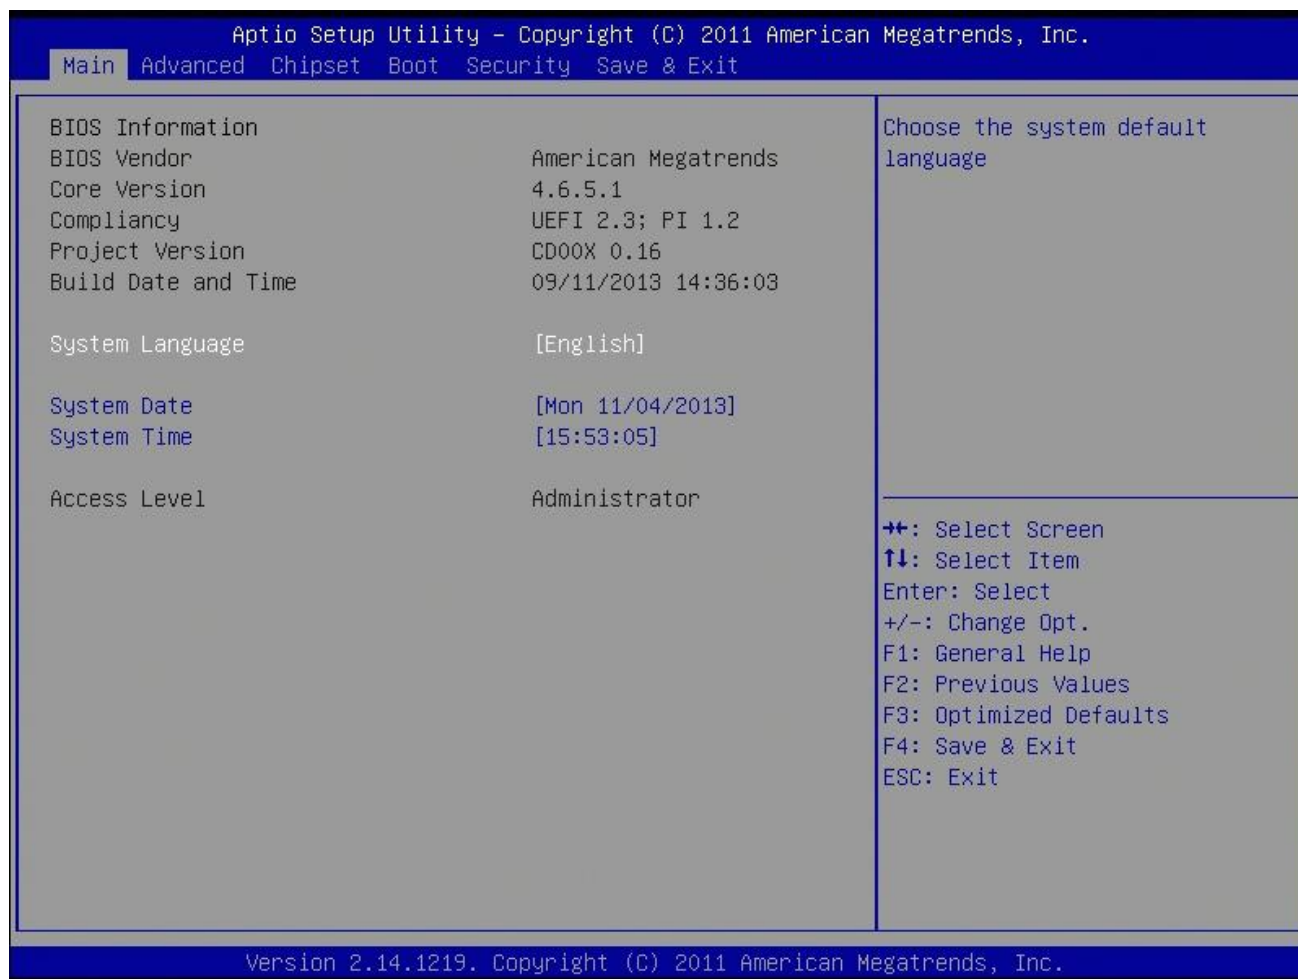 Aptio Setup Utility – Copyright (C) 2011 American Megatrends, Inc.
Main Advanced Chipset Boot Security Save & Exit
BIOS Information
BIOS Vendor American Megatrends
Core Version 4.6.5.1
Compliancy UEFI 2.3; PI 1.2
Project Version CD00X 0.16
Build Date and Time 09/11/2013 14:36:03
System Language [English]
System Date [Mon 11/04/2013]
System Time [15:53:05]
Access Level Administrator
Choose the system default
language
→←: Select Screen
↑↓: Select Item
Enter: Select
+/-: Change Opt.
F1: General Help
F2: Previous Values
F3: Optimized Defaults
F4: Save & Exit
ESC: Exit
Version 2.14.1219. Copyright (C) 2011 American Megatrends, Inc.